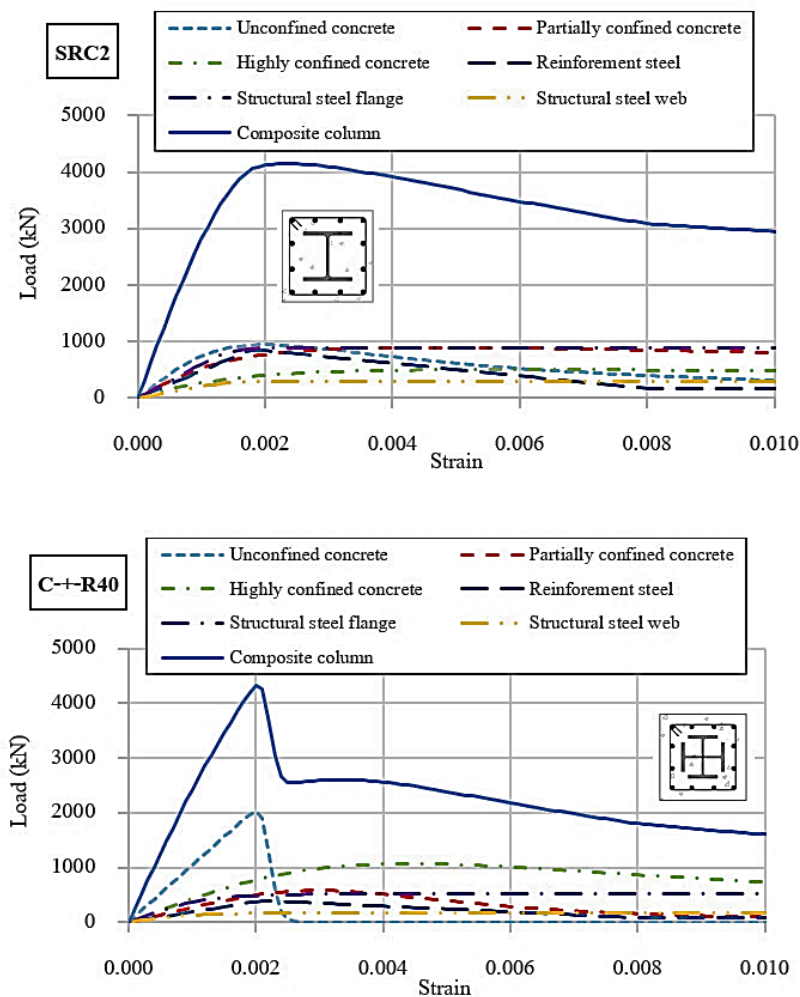 SRC2
Unconfined concrete
Partially confined concrete
Highly confined concrete
Reinforement steel
Structural steel flange
Structural steel web
Composite column
5000
4000
3000
2000
1000
0
Load (kN)
0.000 0.002 0.004 0.006 0.008 0.010
Strain
C-+-R40
Unconfined concrete
Partially confined concrete
Highly confined concrete
Reinforement steel
Structural steel flange
Structural steel web
Composite column
5000
4000
3000
2000
1000
0
Load (kN)
0.000 0.002 0.004 0.006 0.008 0.010
Strain